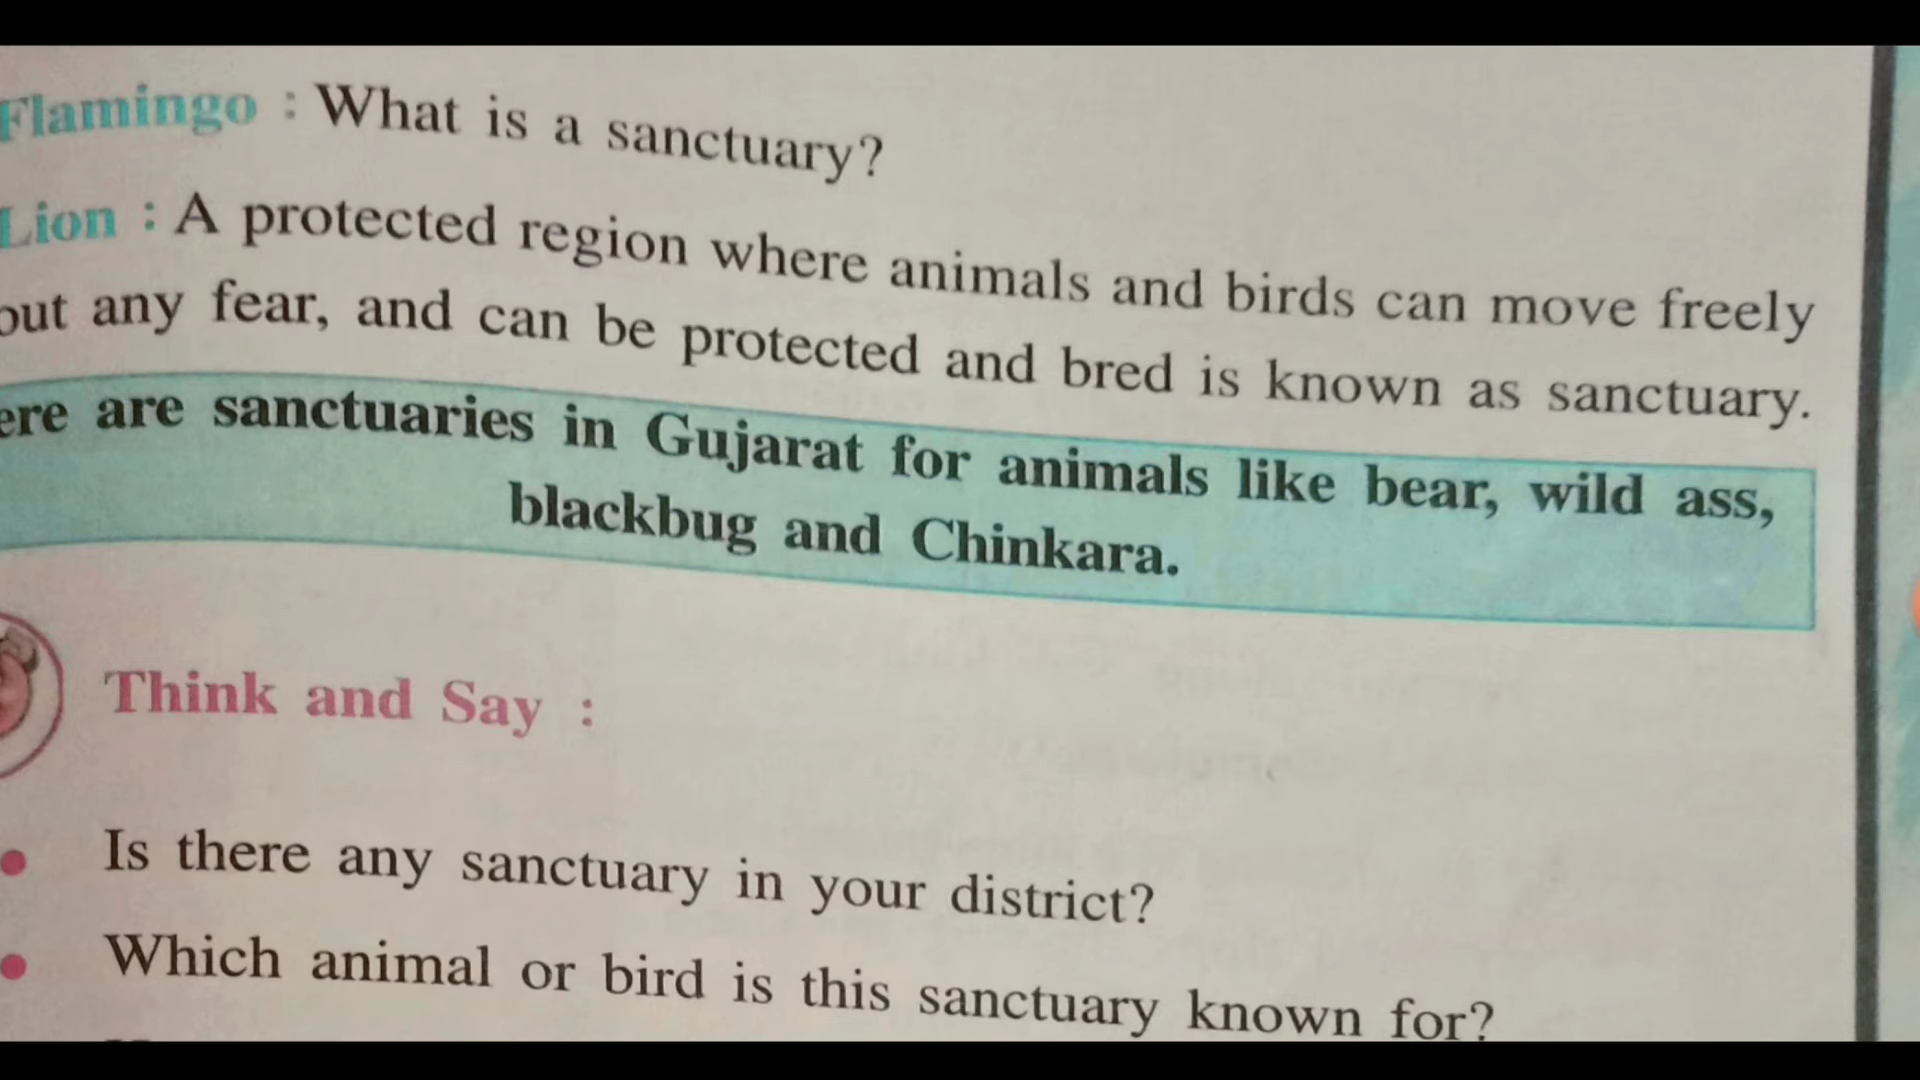 Flamingo : What is a sanctuary?
Lion : A protected region where animals and birds can move freely
out any fear, and can be protected and bred is known as sanctuary.
ere are sanctuaries in Gujarat for animals like bear, wild ass,
blackbug and Chinkara.
Think and Say :
• Is there any sanctuary in your district?
• Which animal or bird is this sanctuary known for?